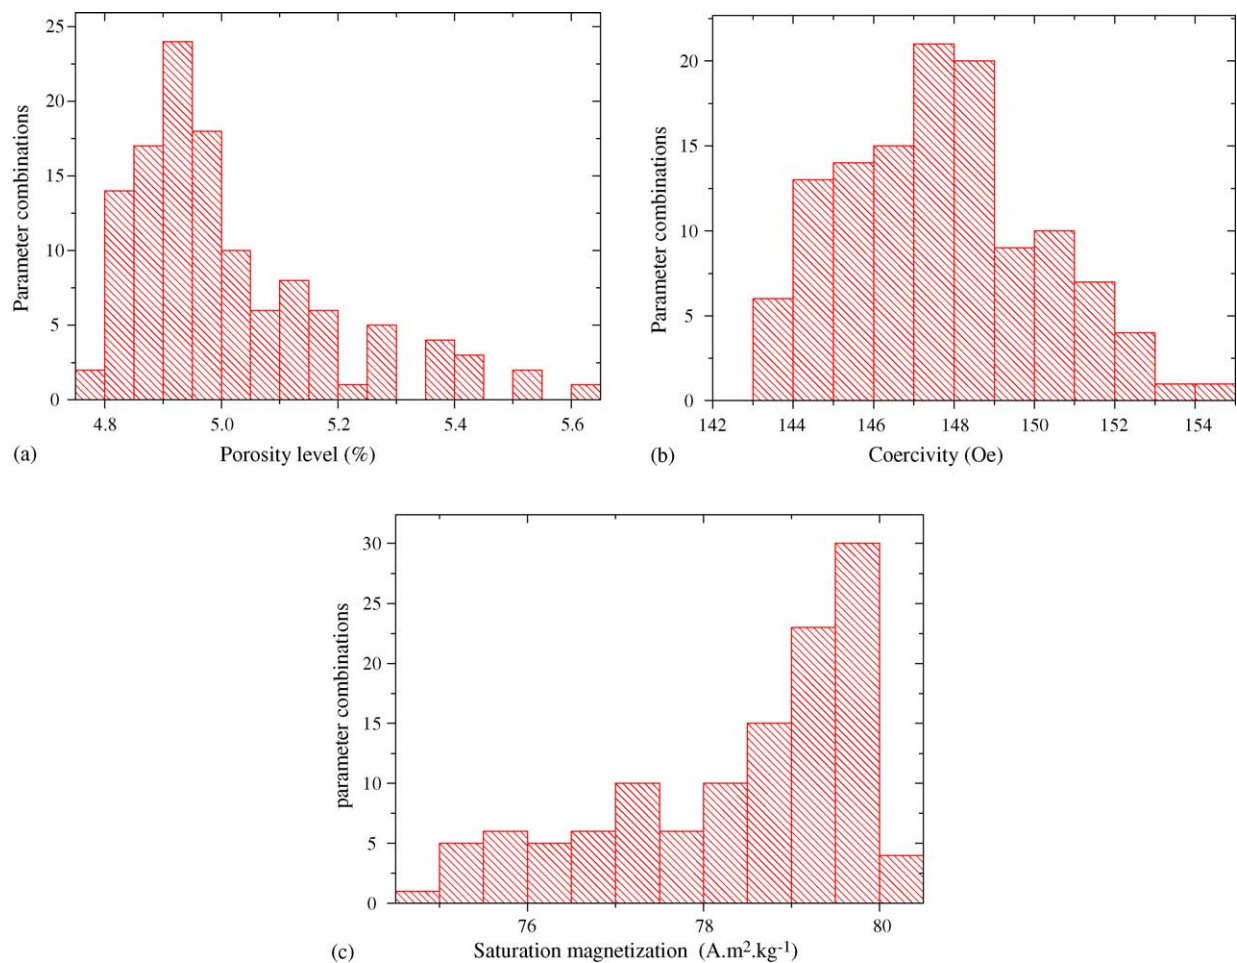 25
20
15
10
5
0
Parameter combinations
4.8 5.0 5.2 5.4 5.6
(a) Porosity level (%)
20
15
10
5
0
Parameter combinations
142 144 146 148 150 152 154
(b) Coercivity (Oe)
30
25
20
15
10
5
0
parameter combinations
76 78 80
(c) Saturation magnetization (A.m².kg⁻¹)